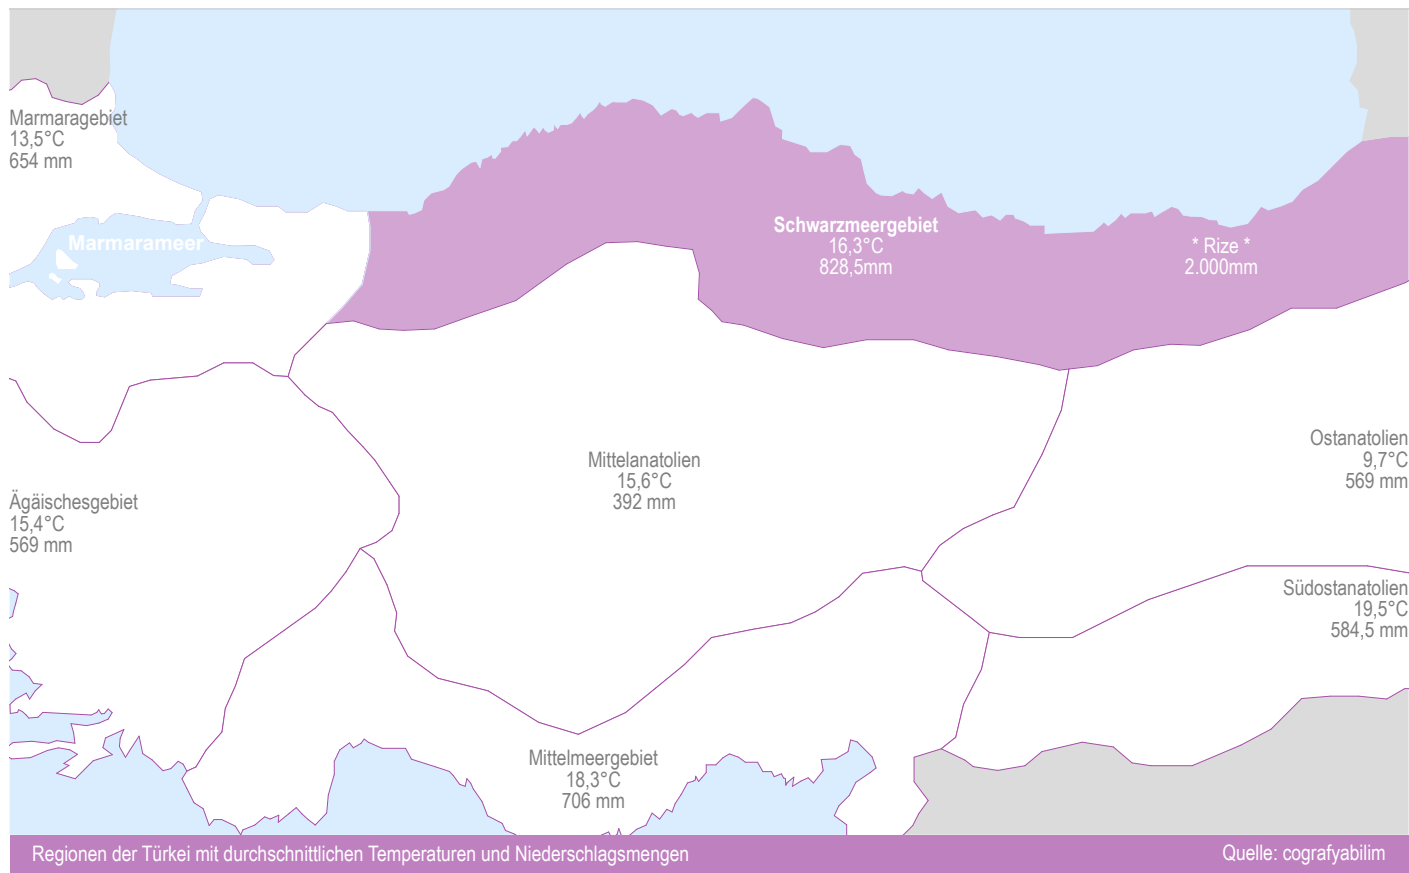 Marmaragebiet
13,5°C
654 mm
Marmarameer
Schwarzmeergebiet
16,3°C
828,5mm
* Rize *
2.000mm
Mittelanatolien
15,6°C
392 mm
Ostanatolien
9,7°C
569 mm
Ägäischesgebiet
15,4°C
569 mm
Südostanatolien
19,5°C
584,5 mm
Mittelmeergebiet
18,3°C
706 mm
Regionen der Türkei mit durchschnittlichen Temperaturen und Niederschlagsmengen
Quelle: cografyabilim